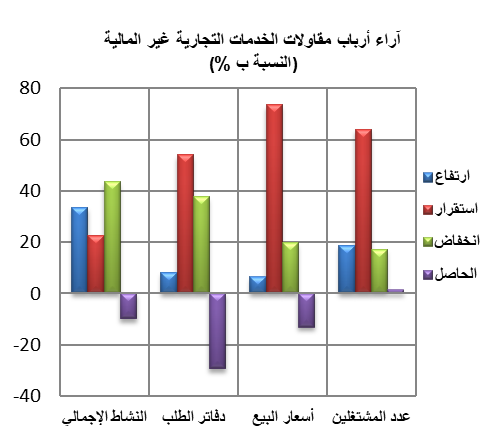 آراء أرباب مقاولات الخدمات التجارية غير المالية
(النسبة ب %)
80
60
40
20
0
-20
-40
ارتفاع
استقرار
انخفاض
الحاصل
النشاط الإجمالي
دفاتر الطلب
أسعار البيع
عدد المشتغلين